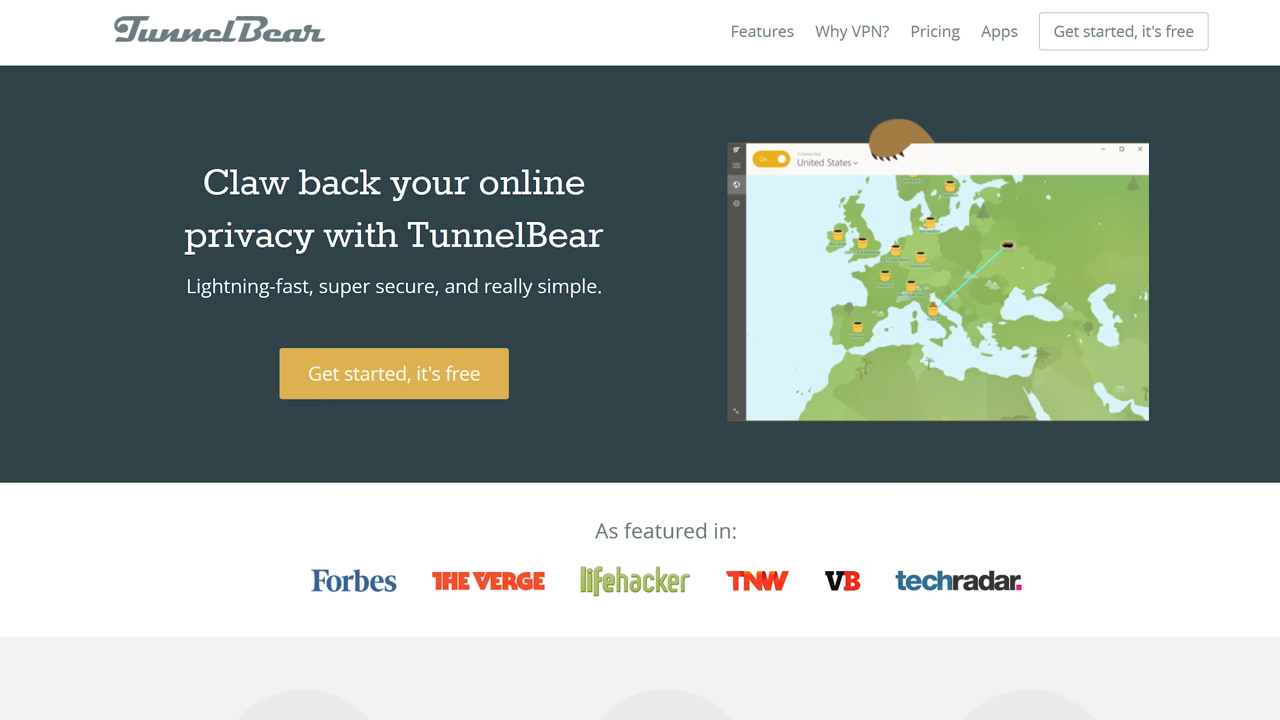 TunnelBear
Features
Why VPN?
Pricing
Apps
Get started, it's free
Claw back your online
privacy with TunnelBear
Lightning-fast, super secure, and really simple.
Get started, it's free
On
Connected
United States
As featured in:
Forbes
THE VERGE
lifehacker
TNW
VB
techradar.